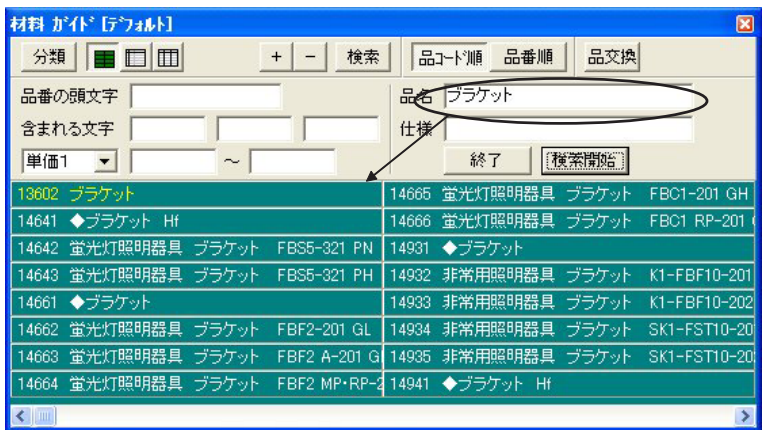 材料 ガイド [デフォルト]
分類 + - 検索 品コード順 品番順 品交換
品番の頭文字 品名 ブラケット
含まれる文字 仕様
単価1 ～ 終了 検索開始
13602 ブラケット
14641 ◆ブラケット Hf
14642 蛍光灯照明器具 ブラケット FBS5-321 PN
14643 蛍光灯照明器具 ブラケット FBS5-321 PH
14661 ◆ブラケット
14662 蛍光灯照明器具 ブラケット FBF2-201 GL
14663 蛍光灯照明器具 ブラケット FBF2 A-201 G
14664 蛍光灯照明器具 ブラケット FBF2 MP・RP-2
14665 蛍光灯照明器具 ブラケット FBC1-201 GH
14666 蛍光灯照明器具 ブラケット FBC1 RP-201
14931 ◆ブラケット
14932 非常用照明器具 ブラケット K1-FBF10-201
14933 非常用照明器具 ブラケット K1-FBF10-202
14934 非常用照明器具 ブラケット SK1-FST10-20
14935 非常用照明器具 ブラケット SK1-FST10-20
14941 ◆ブラケット Hf